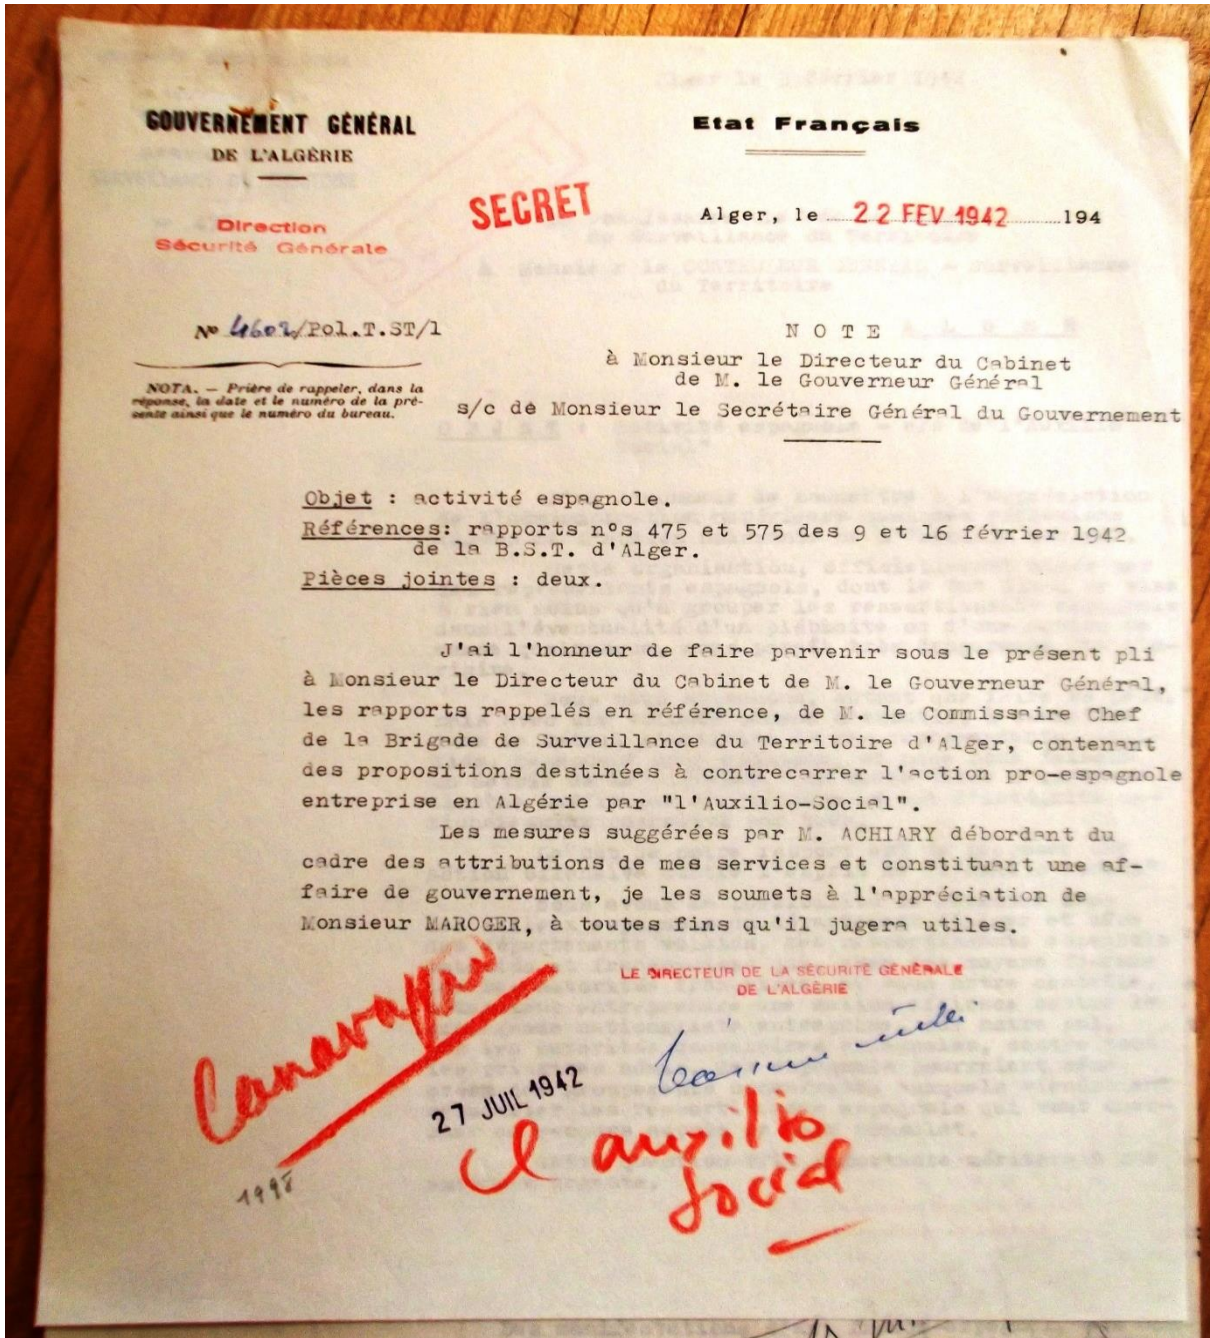 GOUVERNEMENT GÉNÉRAL
DE L'ALGÉRIE
Etat Français
Direction
Sécurité Générale
SECRET
Alger, le 22 FEV 1942 194
Nº 4602/Pol.T.ST/1
NOTA. — Prière de rappeler, dans la
réponse, la date et le numéro de la pré-
sente ainsi que le numéro du bureau.
N O T E
à Monsieur le Directeur du Cabinet
de M. le Gouverneur Général
s/c de Monsieur le Secrétaire Général du Gouvernement
Objet : activité espagnole.
Références: rapports nºs 475 et 575 des 9 et 16 février 1942
de la B.S.T. d'Alger.
Pièces jointes : deux.
J'ai l'honneur de faire parvenir sous le présent pli
à Monsieur le Directeur du Cabinet de M. le Gouverneur Général,
les rapports rappelés en référence, de M. le Commissaire Chef
de la Brigade de Surveillance du Territoire d'Alger, contenant
des propositions destinées à contrecarrer l'action pro-espagnole
entreprise en Algérie par "l'Auxilio-Social".
Les mesures suggérées par M. ACHIARY débordant du
cadre des attributions de mes services et constituant une af-
faire de gouvernement, je les soumets à l'appréciation de
Monsieur MAROGER, à toutes fins qu'il jugera utiles.
LE DIRECTEUR DE LA SÉCURITÉ GÉNÉRALE
DE L'ALGÉRIE
27 JUIL 1942
auxilio
social